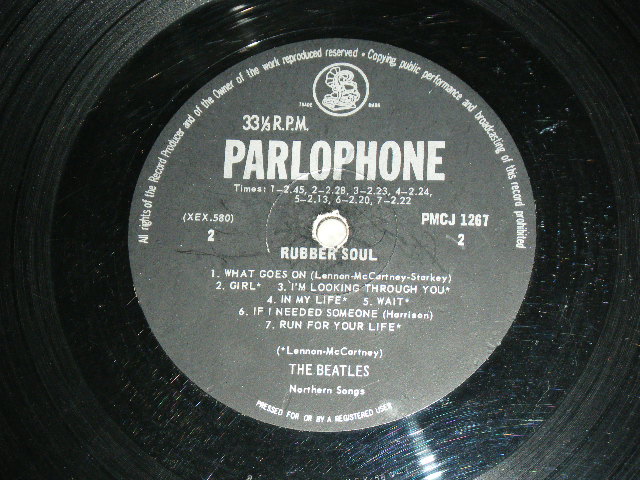 All rights of the Record Producer and of the Owner of the work reproduced reserved • Copying, public performance and broadcasting of this record prohibited
TRADE MARK
33⅓ R.P.M.
PARLOPHONE
Times: 1–2.45, 2–2.28, 3–2.23, 4–2.24,
5–2.13, 6–2.20, 7–2.22
(XEX.580) PMCJ 1267
2 2
RUBBER SOUL
1. WHAT GOES ON (Lennon-McCartney-Starkey)
2. GIRL* 3. I'M LOOKING THROUGH YOU*
4. IN MY LIFE* 5. WAIT*
6. IF I NEEDED SOMEONE (Harrison)
7. RUN FOR YOUR LIFE*
(*Lennon-McCartney)
THE BEATLES
Northern Songs
PRESSED FOR OR BY A REGISTERED USER